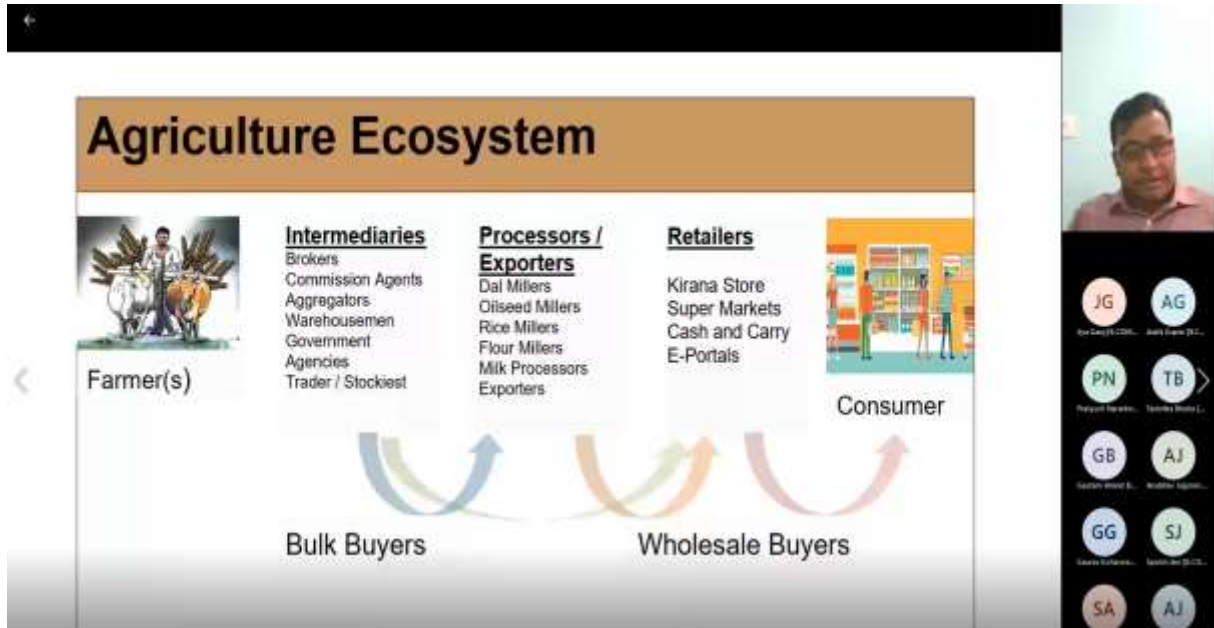 Agriculture Ecosystem
Farmer(s)
Intermediaries
Brokers
Commission Agents
Aggregators
Warehousemen
Government
Agencies
Trader / Stockiest
Processors /
Exporters
Dal Millers
Oilseed Millers
Rice Millers
Flour Millers
Milk Processors
Exporters
Retailers
Kirana Store
Super Markets
Cash and Carry
E-Portals
Consumer
Bulk Buyers
Wholesale Buyers
JG
AG
PN
TB
GB
AJ
GG
SJ
SA
AJ